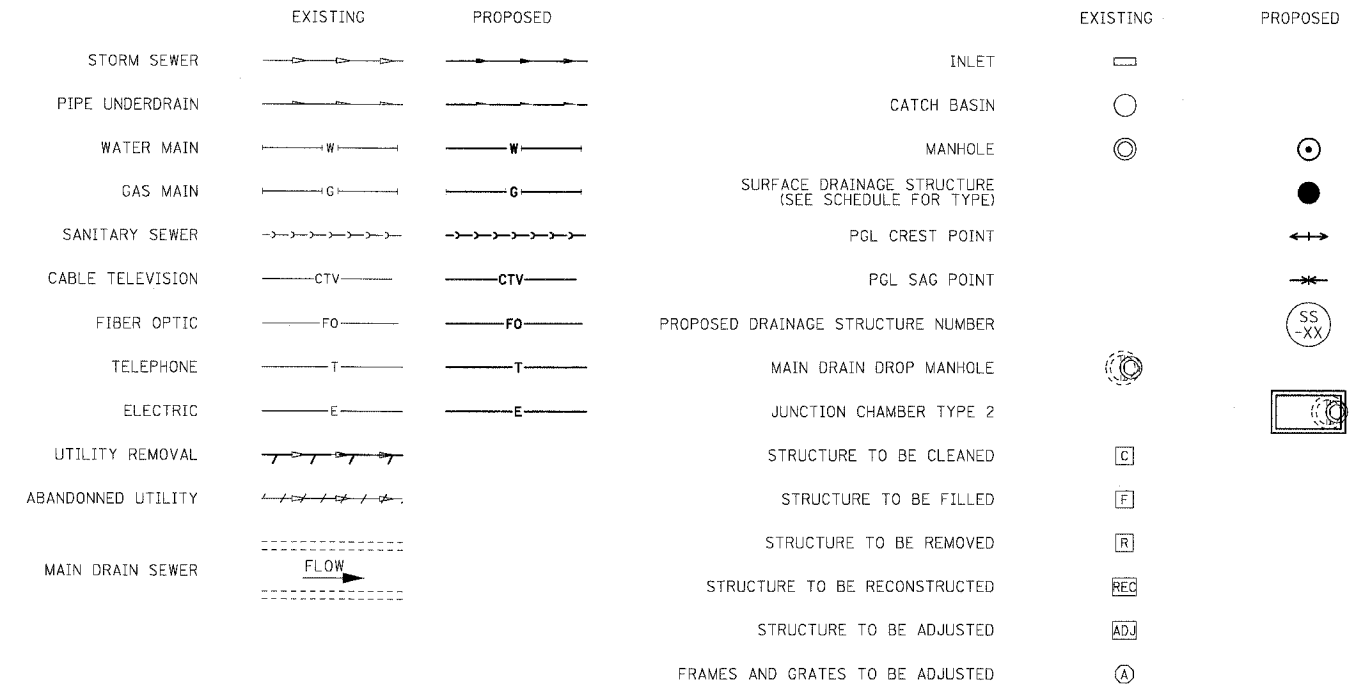 EXISTING PROPOSED
STORM SEWER
PIPE UNDERDRAIN
WATER MAIN W W
GAS MAIN G G
SANITARY SEWER
CABLE TELEVISION CTV CTV
FIBER OPTIC FO FO
TELEPHONE T T
ELECTRIC E E
UTILITY REMOVAL
ABANDONNED UTILITY
MAIN DRAIN SEWER FLOW
EXISTING PROPOSED
INLET
CATCH BASIN
MANHOLE
SURFACE DRAINAGE STRUCTURE
(SEE SCHEDULE FOR TYPE)
PGL CREST POINT
PGL SAG POINT
PROPOSED DRAINAGE STRUCTURE NUMBER SS
-XX
MAIN DRAIN DROP MANHOLE
JUNCTION CHAMBER TYPE 2
STRUCTURE TO BE CLEANED C
STRUCTURE TO BE FILLED F
STRUCTURE TO BE REMOVED R
STRUCTURE TO BE RECONSTRUCTED REC
STRUCTURE TO BE ADJUSTED ADJ
FRAMES AND GRATES TO BE ADJUSTED A